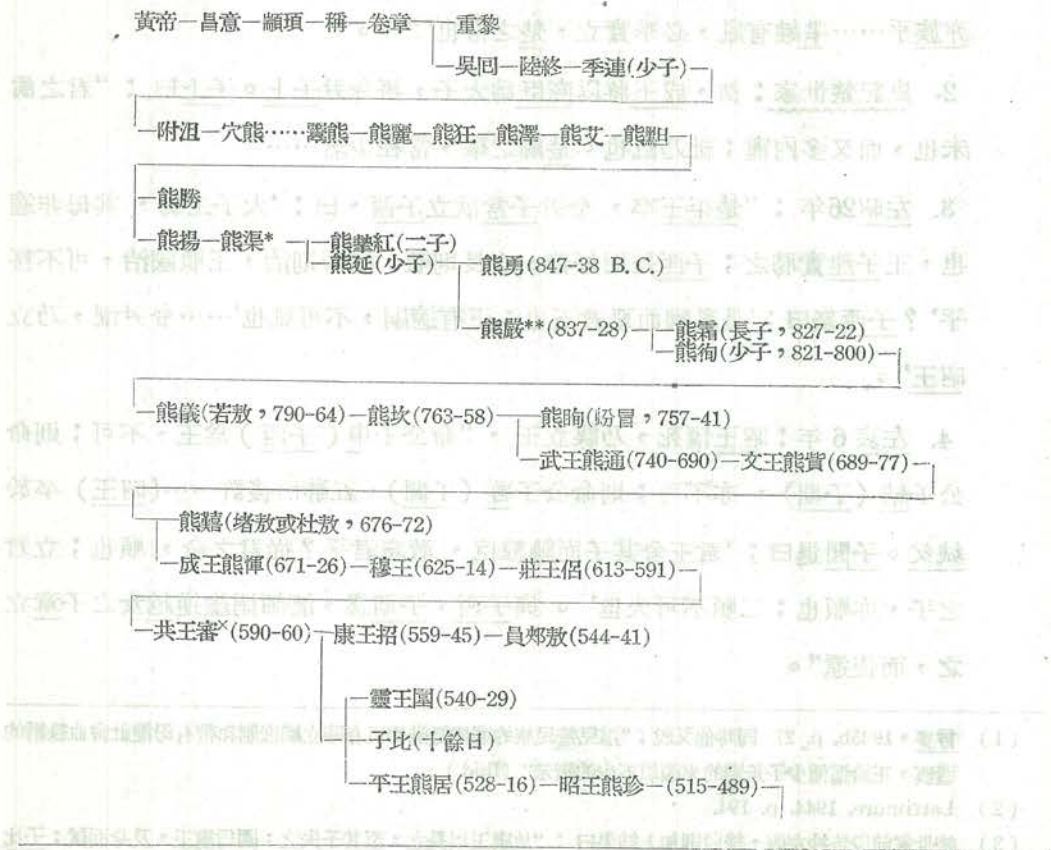 黃帝—昌意—顓頊—稱—卷章——重黎
—吳回—陸終—季連(少子)—
—附沮—穴熊……鬻熊—熊麗—熊狂—熊澤—熊艾—熊䵣—
—熊勝
—熊揚—熊渠* —熊摯紅(二子)
—熊延(少子)—熊勇(847-38 B.C.)
—熊嚴**(837-28)—熊霜(長子，827-22)
—熊徇(少子，821-800)—
—熊儀(若敖，790-64)—熊坎(763-58)——熊眴(蚡冒，757-41)
—武王熊通(740-690)—文王熊貲(689-77)—
—熊囏(堵敖或杜敖，676-72)
—成王熊惲(671-26)—穆王(625-14)—莊王侶(613-591)—
—共王審×(590-60)—康王招(559-45)—員郟敖(544-41)
—靈王圍(540-29)
—子比(十餘日)
—平王熊居(528-16)—昭王熊珍—(515-489)—